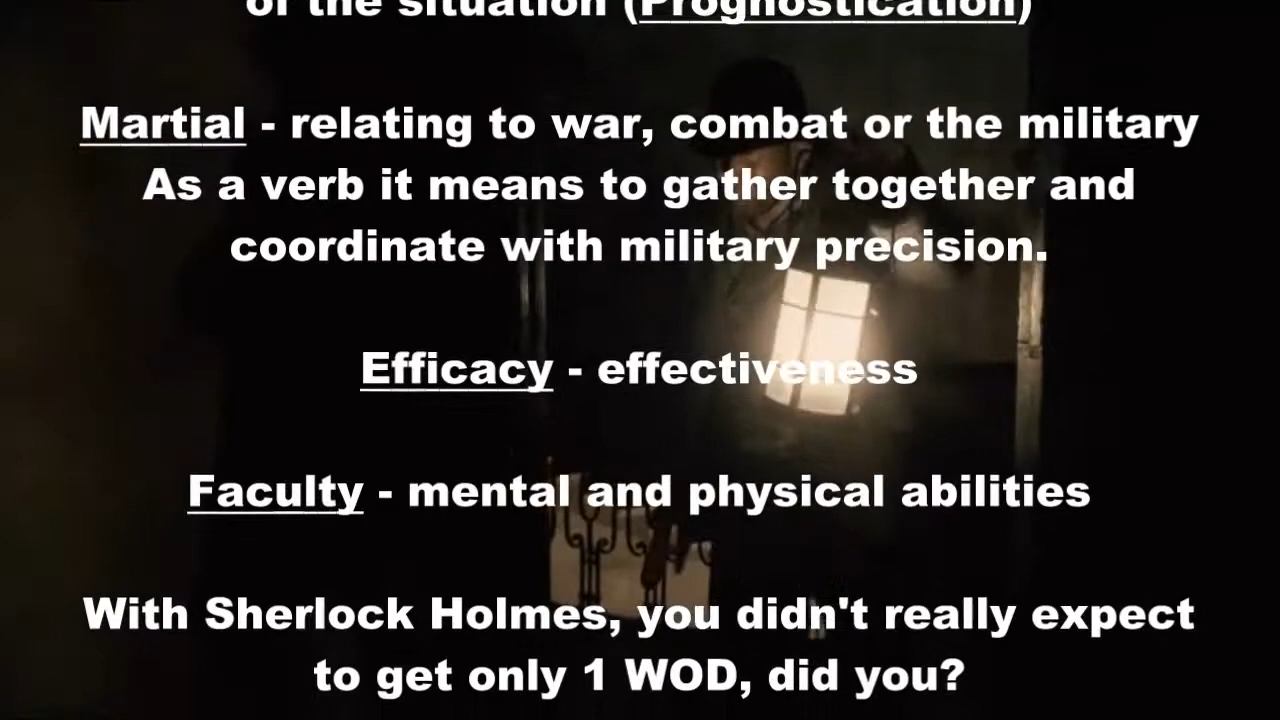 of the situation (Prognostication)
Martial - relating to war, combat or the military
As a verb it means to gather together and
coordinate with military precision.
Efficacy - effectiveness
Faculty - mental and physical abilities
With Sherlock Holmes, you didn't really expect
to get only 1 WOD, did you?